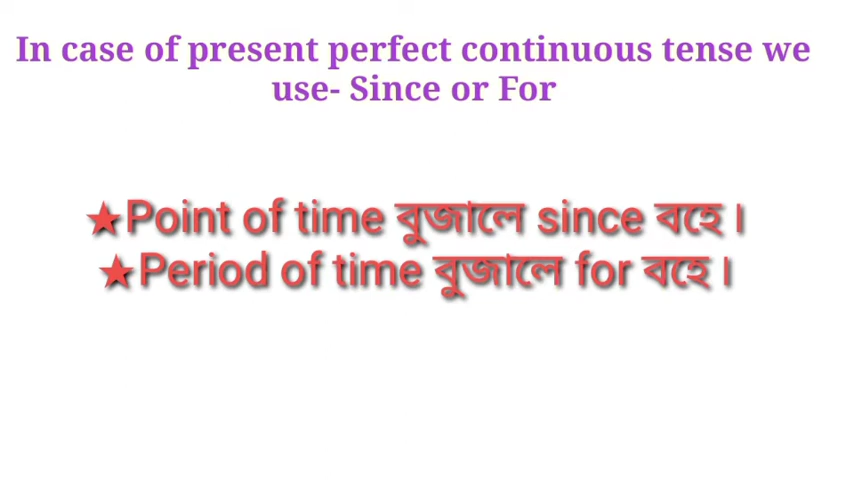 In case of present perfect continuous tense we
use- Since or For
★Point of time বুজালে since বহে।
★Period of time বুজালে for বহে।